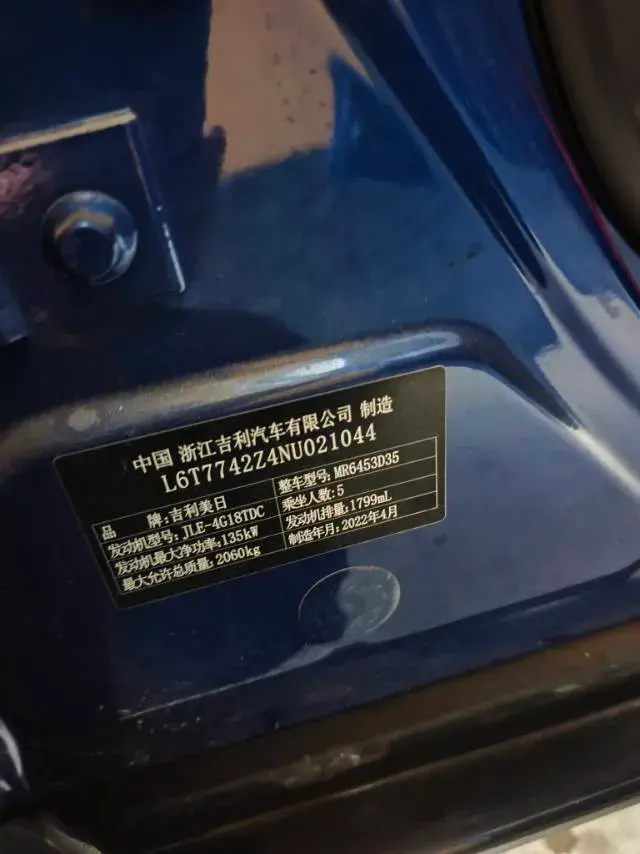 中国 浙江吉利汽车有限公司 制造
L6T7742Z4NU021044
品 牌:吉利美日
整车型号:MR6453D35
发动机型号:JLE-4G18TDC
乘坐人数:5
发动机最大净功率:135kW
发动机排量:1799mL
最大允许总质量:2060kg
制造年月:2022年4月